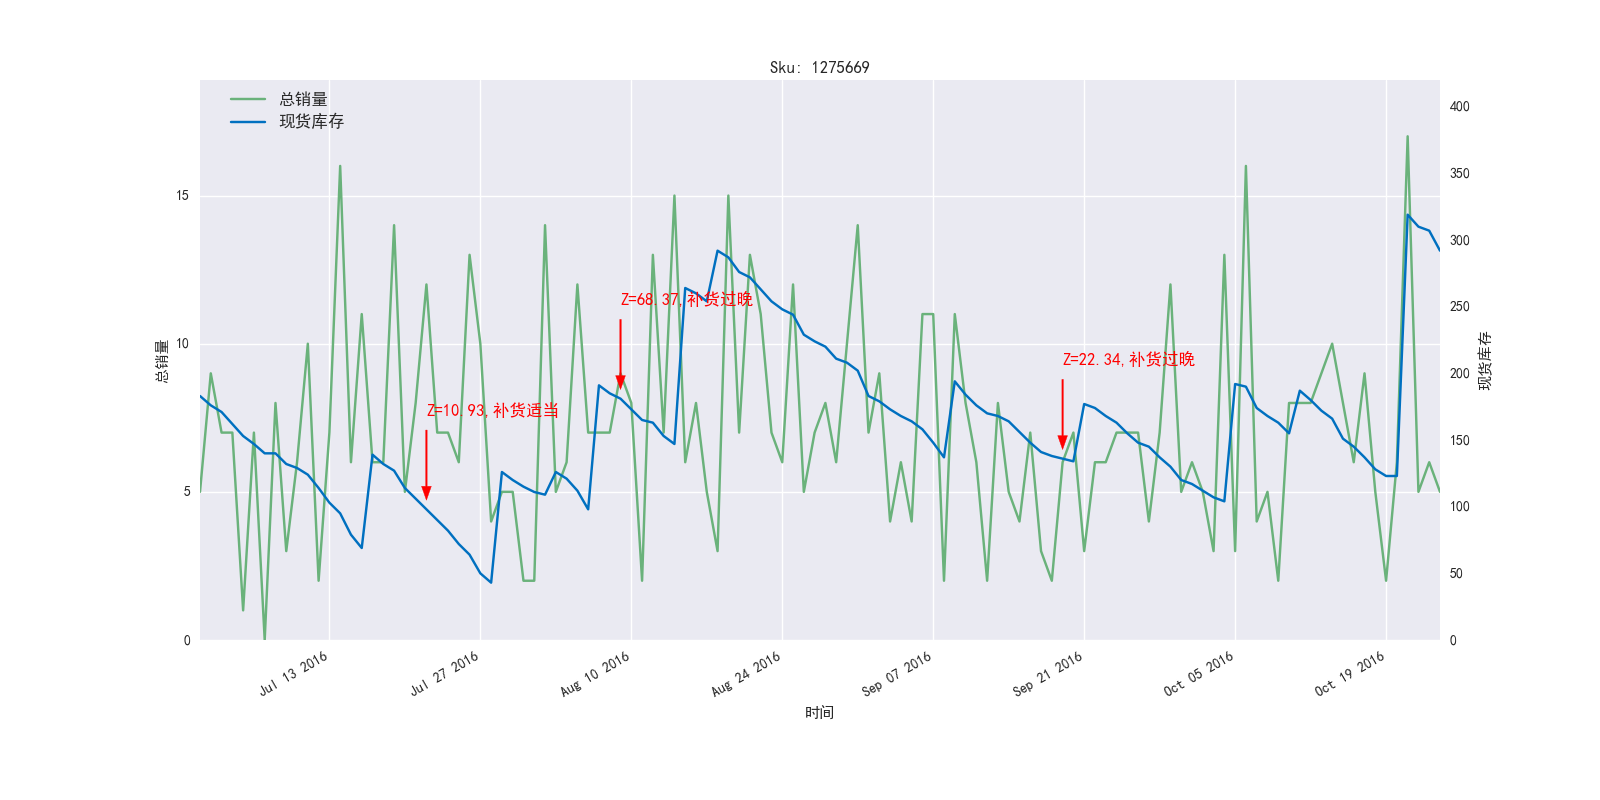 Sku: 1275669
总销量
现货库存
Z=68.37,补货过晚
Z=22.34,补货过晚
Z=10.93,补货适当
总销量
15
10
5
0
400
350
300
250
200
150
100
50
0
现货库存
Jul 13 2016
Jul 27 2016
Aug 10 2016
Aug 24 2016
Sep 07 2016
Sep 21 2016
Oct 05 2016
Oct 19 2016
时间